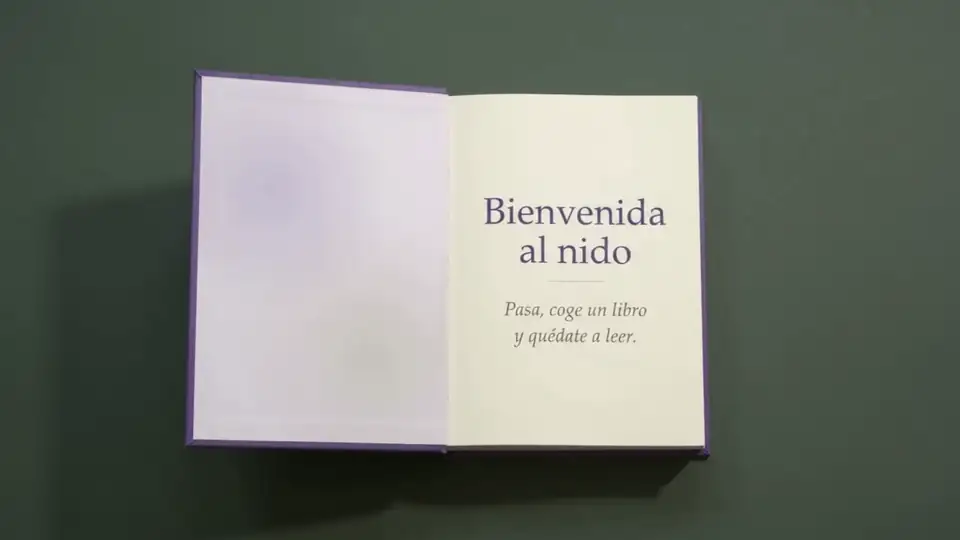 Bienvenida
al nido
Pasa, coge un libro
y quédate a leer.